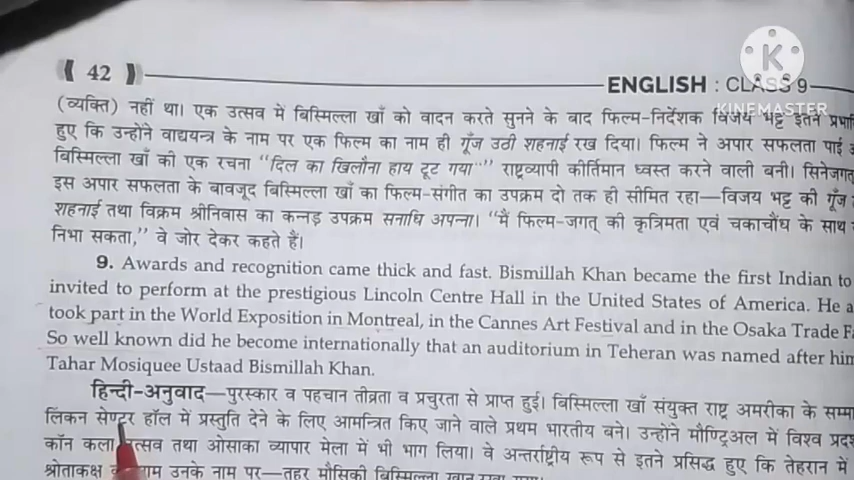 42
ENGLISH : CLASS 9
KINEMASTER
(व्यक्ति) नहीं था। एक उत्सव में बिस्मिल्ला खाँ को वादन करते सुनने के बाद फिल्म-निर्देशक विजय भट्ट इतने
हुए कि उन्होंने वाद्ययन्त्र के नाम पर एक फिल्म का नाम ही गूँज उठी शहनाई रख दिया। फिल्म ने अपार सफलता पाई
बिस्मिल्ला खाँ की एक रचना "दिल का खिलौना हाय टूट गया''' राष्ट्रव्यापी कीर्तिमान ध्वस्त करने वाली बनी। सिनेजगत्
इस अपार सफलता के बावजूद बिस्मिल्ला खाँ का फिल्म-संगीत का उपक्रम दो तक ही सीमित रहा—विजय भट्ट की गूँज
शहनाई तथा विक्रम श्रीनिवास का कन्नड़ उपक्रम सनाधि अपन्ना। "मैं फिल्म-जगत् की कृत्रिमता एवं चकाचौंध के साथ
निभा सकता," वे जोर देकर कहते हैं।
9. Awards and recognition came thick and fast. Bismillah Khan became the first Indian to
invited to perform at the prestigious Lincoln Centre Hall in the United States of America. He a
took part in the World Exposition in Montreal, in the Cannes Art Festival and in the Osaka Trade Fa
So well known did he become internationally that an auditorium in Teheran was named after him
Tahar Mosiquee Ustaad Bismillah Khan.
हिन्दी-अनुवाद—पुरस्कार व पहचान तीव्रता व प्रचुरता से प्राप्त हुई। बिस्मिल्ला खाँ संयुक्त राष्ट्र अमरीका के सम्मा
लिंकन सेण्टर हॉल में प्रस्तुति देने के लिए आमन्त्रित किए जाने वाले प्रथम भारतीय बने। उन्होंने मौण्ट्रिअल में विश्व प्रदश
कॉन कला उत्सव तथा ओसाका व्यापार मेला में भी भाग लिया। वे अन्तर्राष्ट्रीय रूप से इतने प्रसिद्ध हुए कि तेहरान में
श्रोताकक्ष नाम उनके नाम पर—तहर मौसिकी बिस्मिल्ला खान रखा गया।